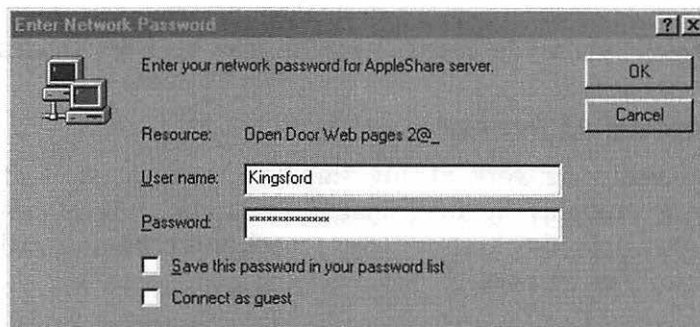 Enter Network Password
Enter your network password for AppleShare server.
OK
Cancel
Resource: Open Door Web pages 2@_
User name: Kingsford
Password: xxxxxxxxxxxxxx
Save this password in your password list
Connect as guest